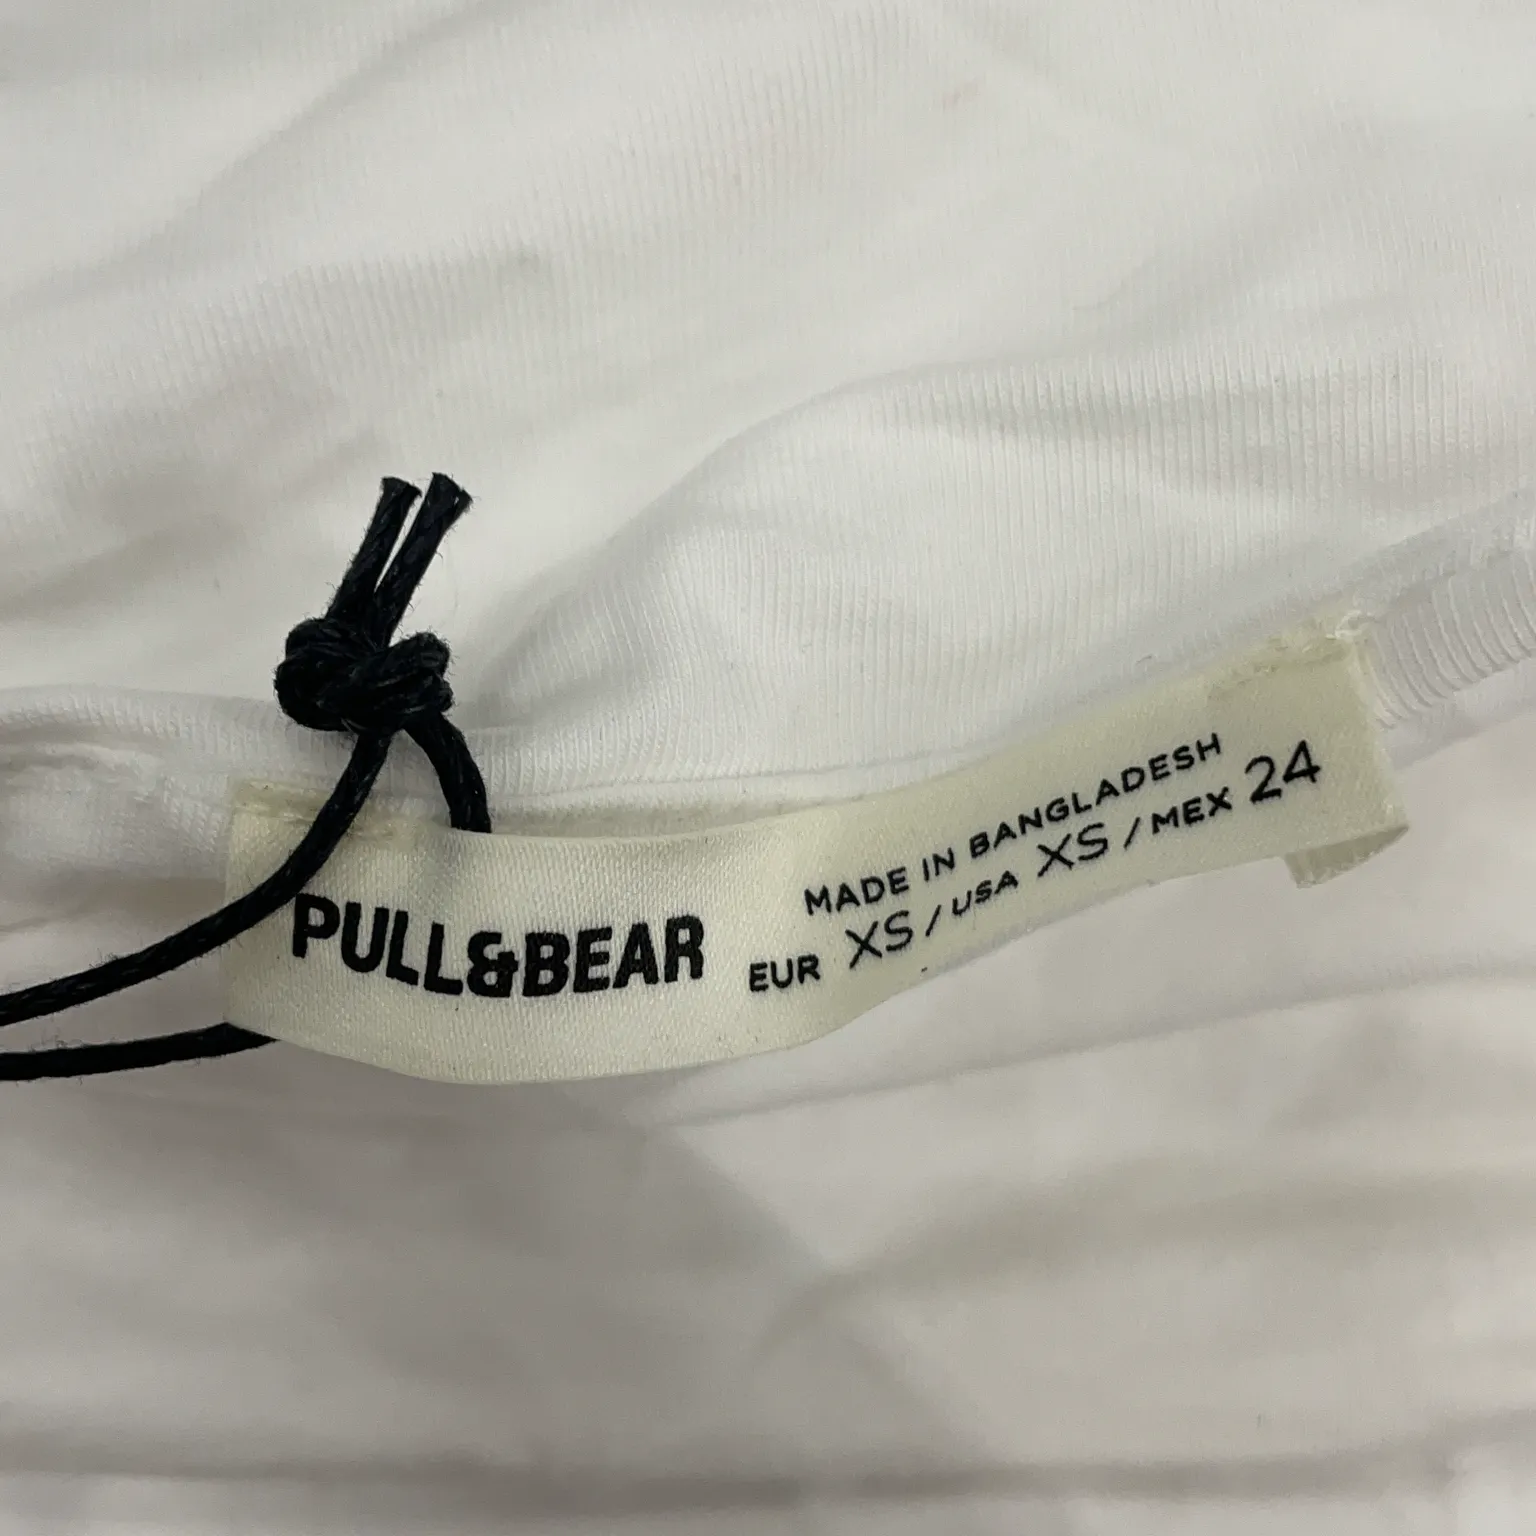 PULL&BEAR
MADE IN BANGLADESH
EUR XS / USA XS / MEX 24